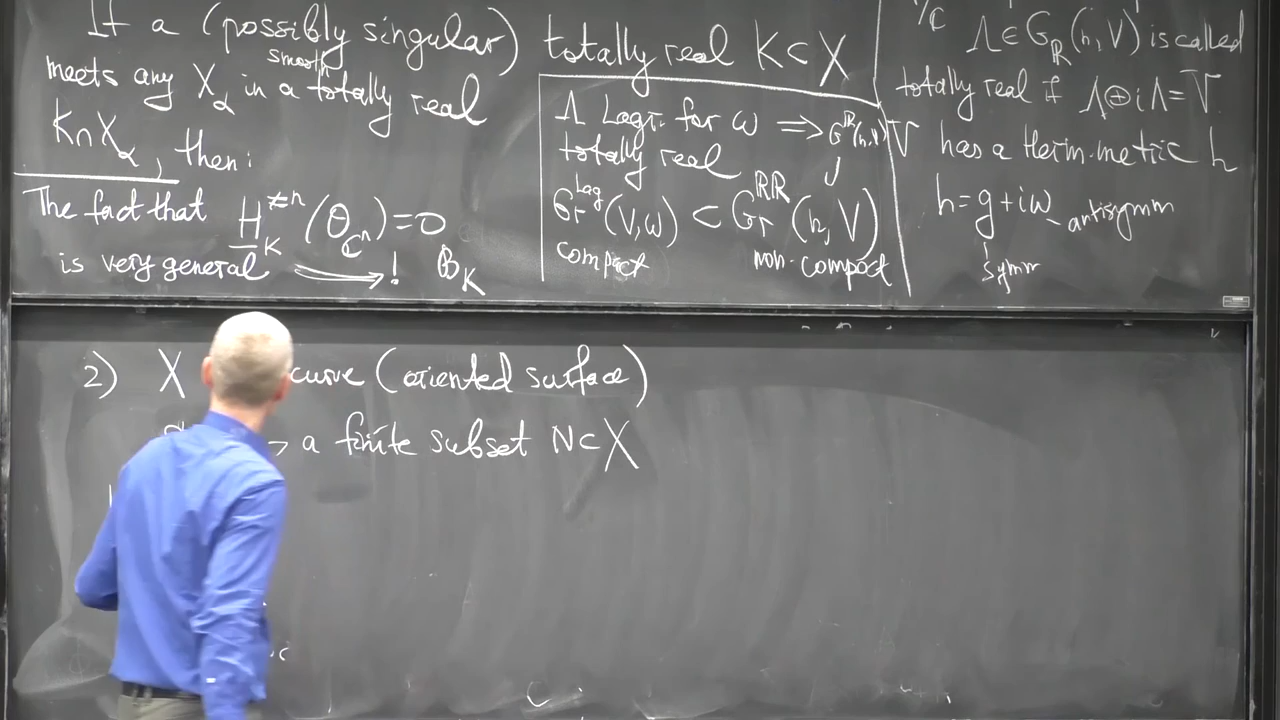 If a (possibly singular) totally real K⊂X
meets any X_α in a smooth totally real
K∩X_α, then:
The fact that H_K^{≠n}(O_{C^n})=0
is very general ⟹! B_K
Λ Lagr. for ω ⟹
totally real
Gr^{Lag}(V,ω) ⊂ Gr^{RR}(n,V)
compact non-compact
/C Λ∈G_R(n,V) is called
totally real if Λ⊕iΛ=V
V has a Herm. metric h
h=g+iω antisymm
symm
2) X curve (oriented surface)
a finite subset N⊂X